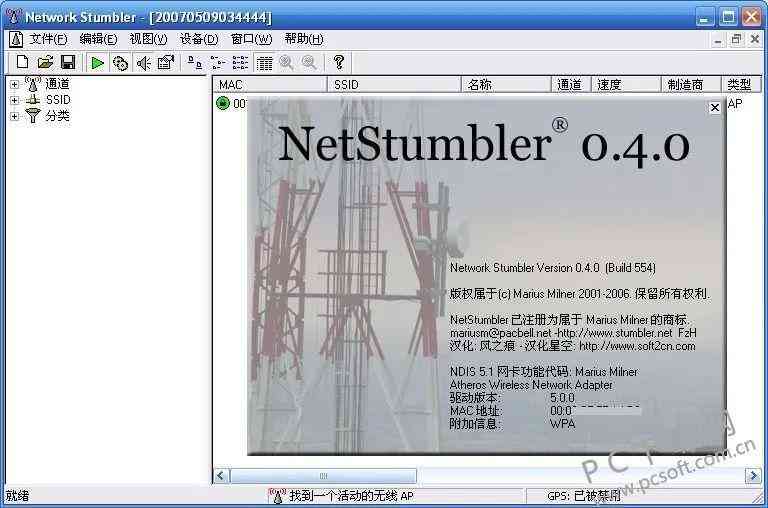 Network Stumbler - [20070509034444]
文件(F) 编辑(E) 视图(V) 设备(D) 窗口(W) 帮助(H)
通道
SSID
分类
MAC SSID 名称 通道 速度 制造商 类型
00 AP
NetStumbler® 0.4.0
Network Stumbler Version 0.4.0 (Build 554)
版权属于(c) Marius Milner 2001-2006. 保留所有权利.
NetStumbler 已注册为属于 Marius Milner 的商标.
mariusm@pacbell.net -http://www.stumbler.net FzH
汉化: 风之痕 - 汉化星空: http://www.soft2cn.com
NDIS 5.1 网卡功能代码: Marius Milner
Atheros Wireless Network Adapter
驱动版本: 5.0.0
MAC 地址: 00:0
附加信息: WPA
就绪 找到一个活动的无线 AP GPS: 已被禁用
www.pcsoft.com.cn